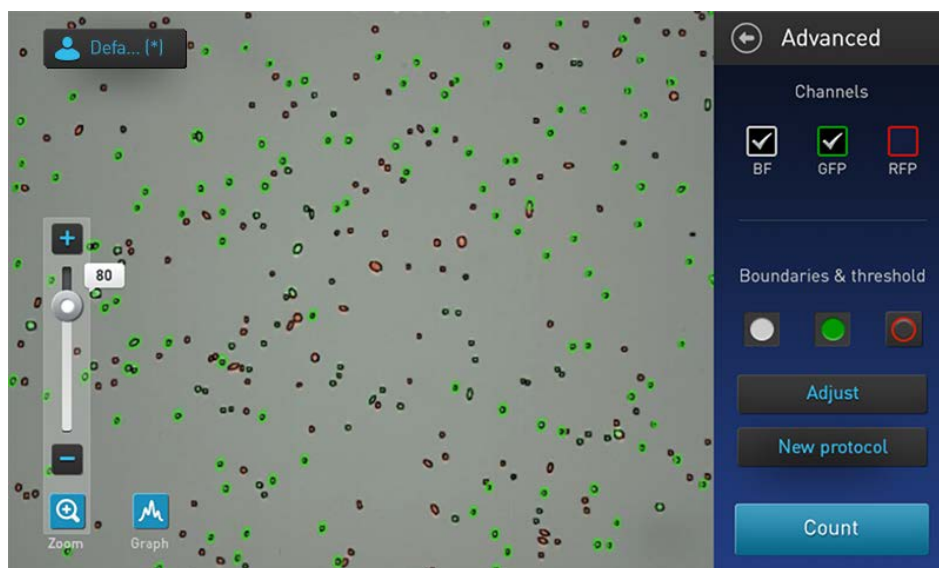 Defa... (*)
Advanced
Channels
BF
GFP
RFP
+
80
Boundaries & threshold
Adjust
New protocol
−
Zoom
Graph
Count